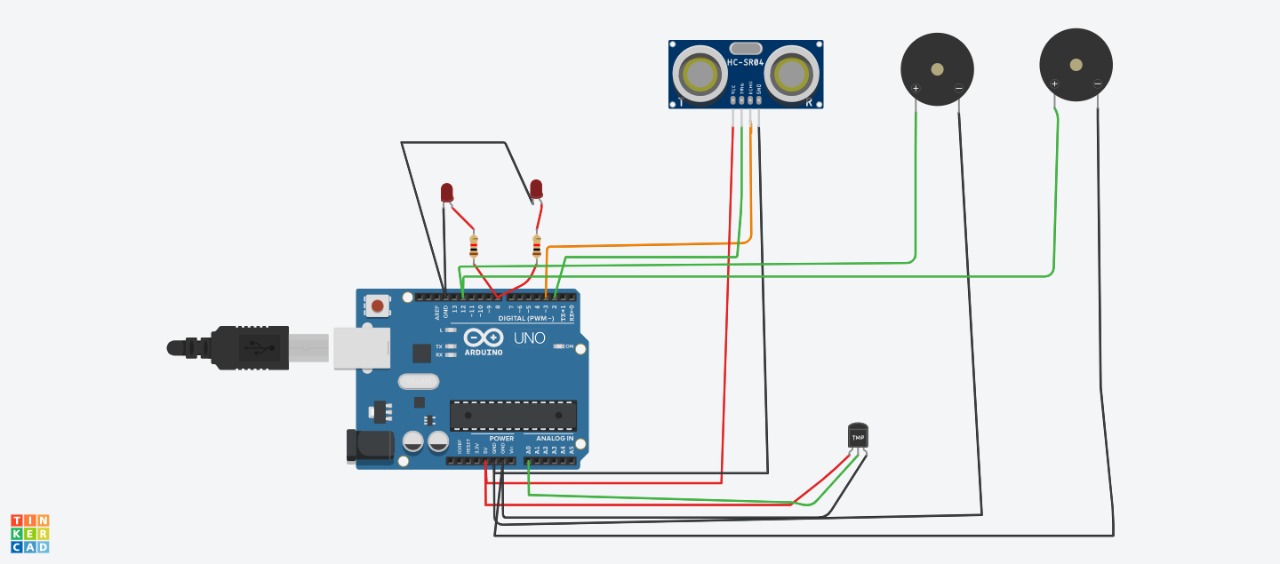 HC-SR04
VCC
TRIG
ECHO
GND
T
R
+
−
+
−
AREF
GND
13
12
~11
~10
~9
8
7
~6
~5
4
~3
2
TX→1
RX←0
DIGITAL (PWM~)
L
TX
RX
UNO
ARDUINO
ON
TMP
POWER
ANALOG IN
IOREF
RESET
3.3V
5V
GND
GND
Vin
A0
A1
A2
A3
A4
A5
TIN
KER
CAD